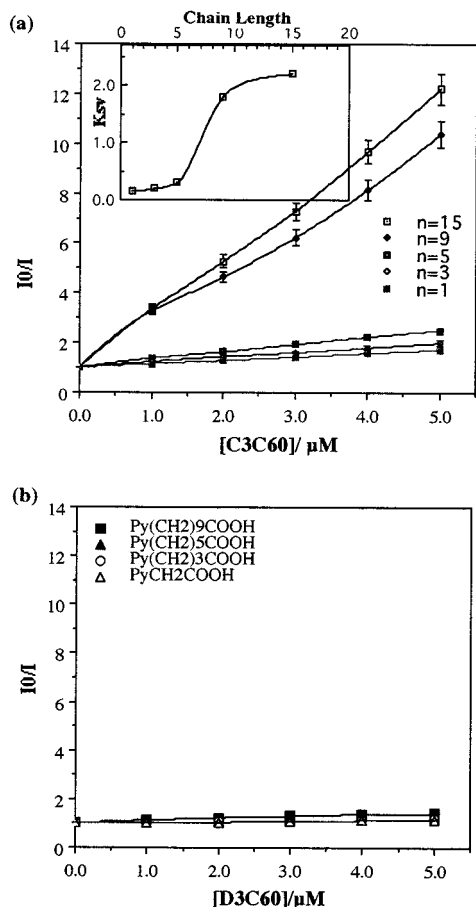 (a)
Chain Length
0 5 10 15 20
14
12
10
8
6
4
2
0
I0/I
2.0
1.0
0.0
Ksv
n=15
n=9
n=5
n=3
n=1
0.0 1.0 2.0 3.0 4.0 5.0
[C3C60]/ µM
(b)
14
12
10
8
6
4
2
0
I0/I
Py(CH2)9COOH
Py(CH2)5COOH
Py(CH2)3COOH
PyCH2COOH
0.0 1.0 2.0 3.0 4.0 5.0
[D3C60]/µM